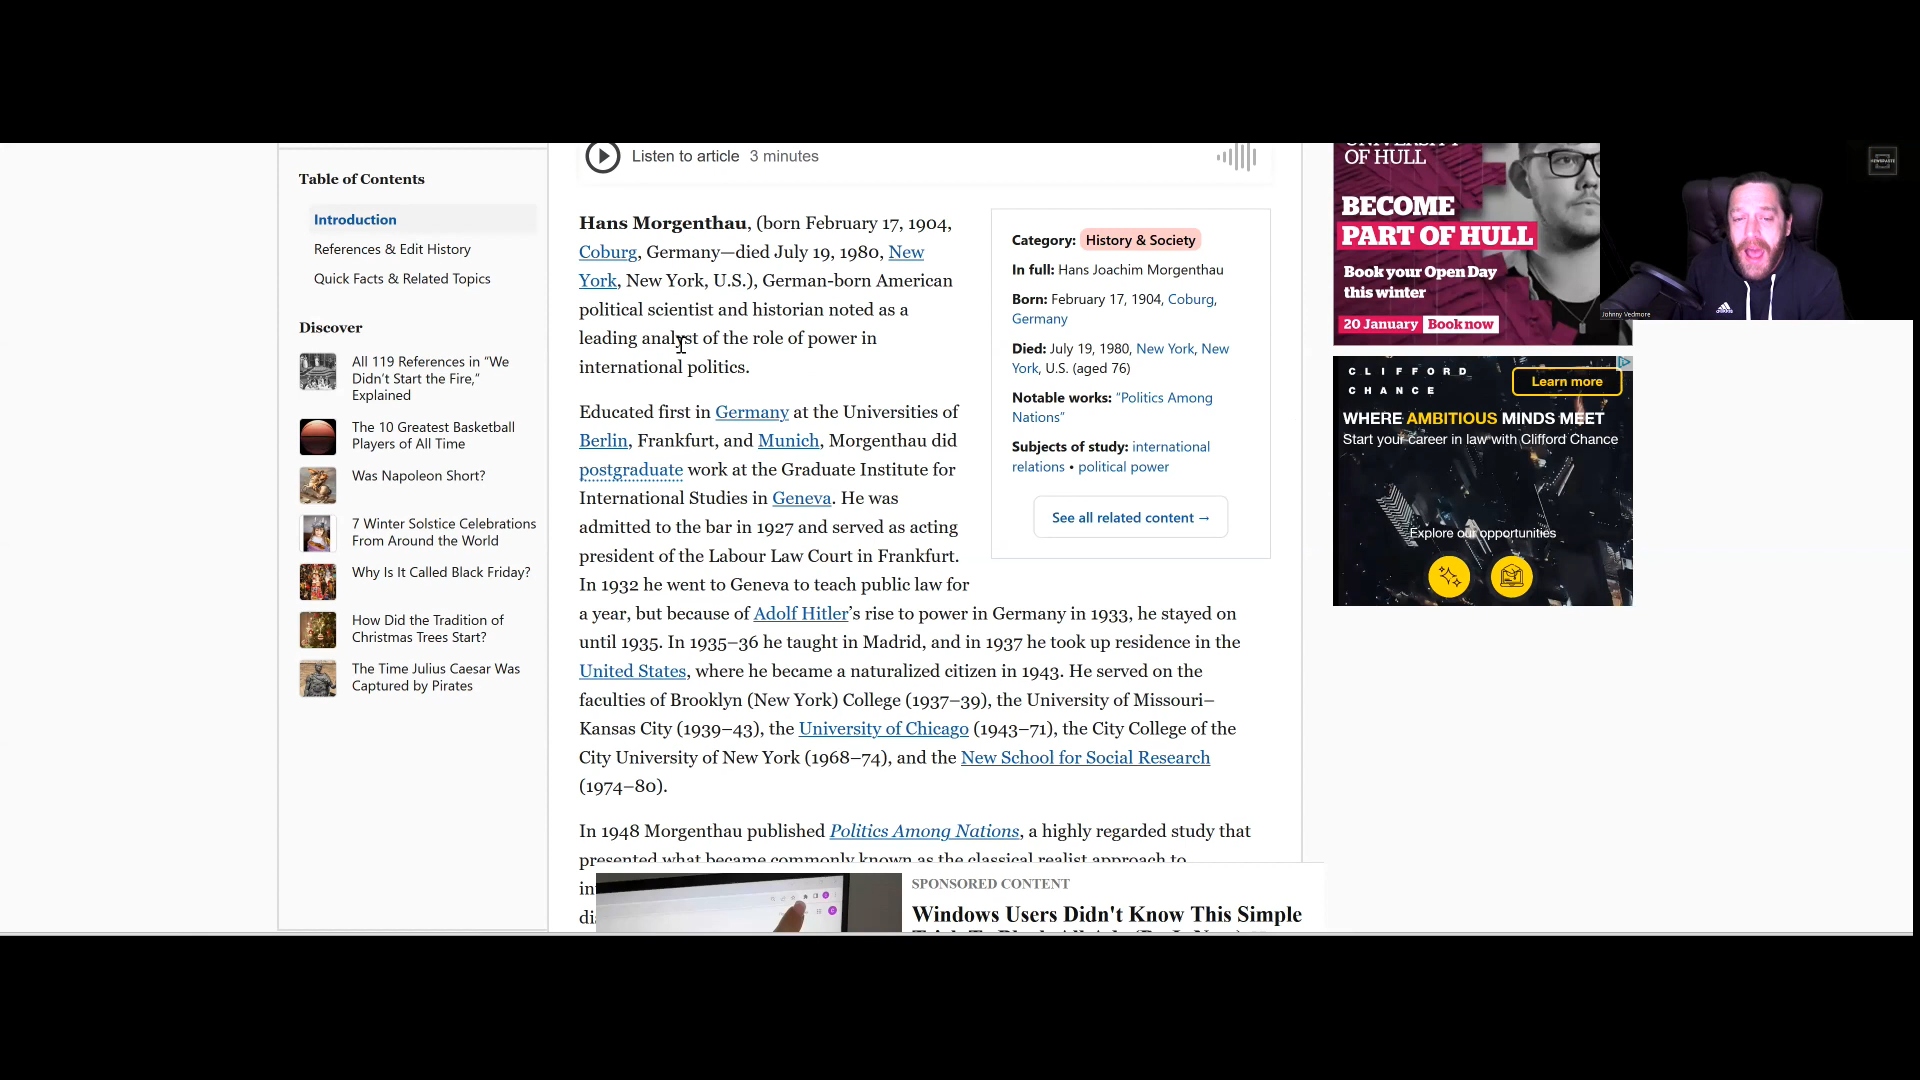 Listen to article 3 minutes
Table of Contents
Introduction
References & Edit History
Quick Facts & Related Topics
Discover
All 119 References in “We
Didn’t Start the Fire,”
Explained
The 10 Greatest Basketball
Players of All Time
Was Napoleon Short?
7 Winter Solstice Celebrations
From Around the World
Why Is It Called Black Friday?
How Did the Tradition of
Christmas Trees Start?
The Time Julius Caesar Was
Captured by Pirates
Hans Morgenthau, (born February 17, 1904,
Coburg, Germany—died July 19, 1980, New
York, New York, U.S.), German-born American
political scientist and historian noted as a
leading analyst of the role of power in
international politics.
Educated first in Germany at the Universities of
Berlin, Frankfurt, and Munich, Morgenthau did
postgraduate work at the Graduate Institute for
International Studies in Geneva. He was
admitted to the bar in 1927 and served as acting
president of the Labour Law Court in Frankfurt.
In 1932 he went to Geneva to teach public law for
a year, but because of Adolf Hitler’s rise to power in Germany in 1933, he stayed on
until 1935. In 1935–36 he taught in Madrid, and in 1937 he took up residence in the
United States, where he became a naturalized citizen in 1943. He served on the
faculties of Brooklyn (New York) College (1937–39), the University of Missouri–
Kansas City (1939–43), the University of Chicago (1943–71), the City College of the
City University of New York (1968–74), and the New School for Social Research
(1974–80).
In 1948 Morgenthau published Politics Among Nations, a highly regarded study that
presented what became commonly known as the classical realist approach to
Category: History & Society
In full: Hans Joachim Morgenthau
Born: February 17, 1904, Coburg,
Germany
Died: July 19, 1980, New York, New
York, U.S. (aged 76)
Notable works: “Politics Among
Nations”
Subjects of study: international
relations • political power
See all related content →
SPONSORED CONTENT
Windows Users Didn't Know This Simple
OF HULL
BECOME
PART OF HULL
Book your Open Day
this winter
20 January Book now
CLIFFORD
CHANCE
Learn more
WHERE AMBITIOUS MINDS MEET
Start your career in law with Clifford Chance
Explore our opportunities
Johnny Vedmore